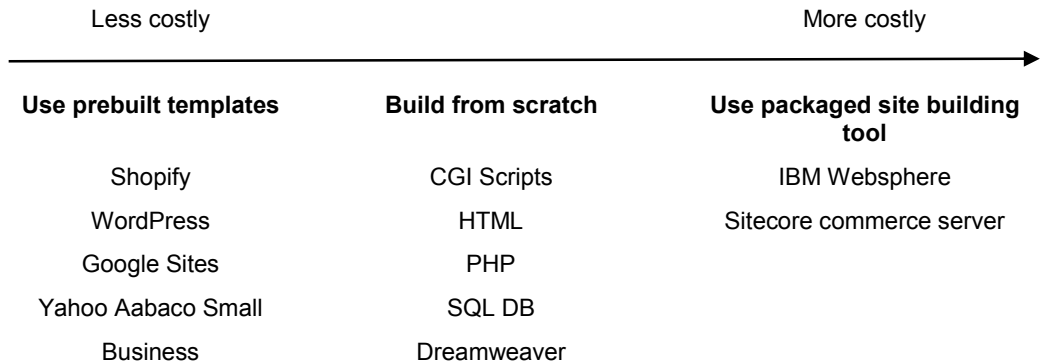 Less costly
More costly
Use prebuilt templates
Build from scratch
Use packaged site building
tool
Shopify
CGI Scripts
IBM Websphere
WordPress
HTML
Sitecore commerce server
Google Sites
PHP
Yahoo Aabaco Small
SQL DB
Business
Dreamweaver